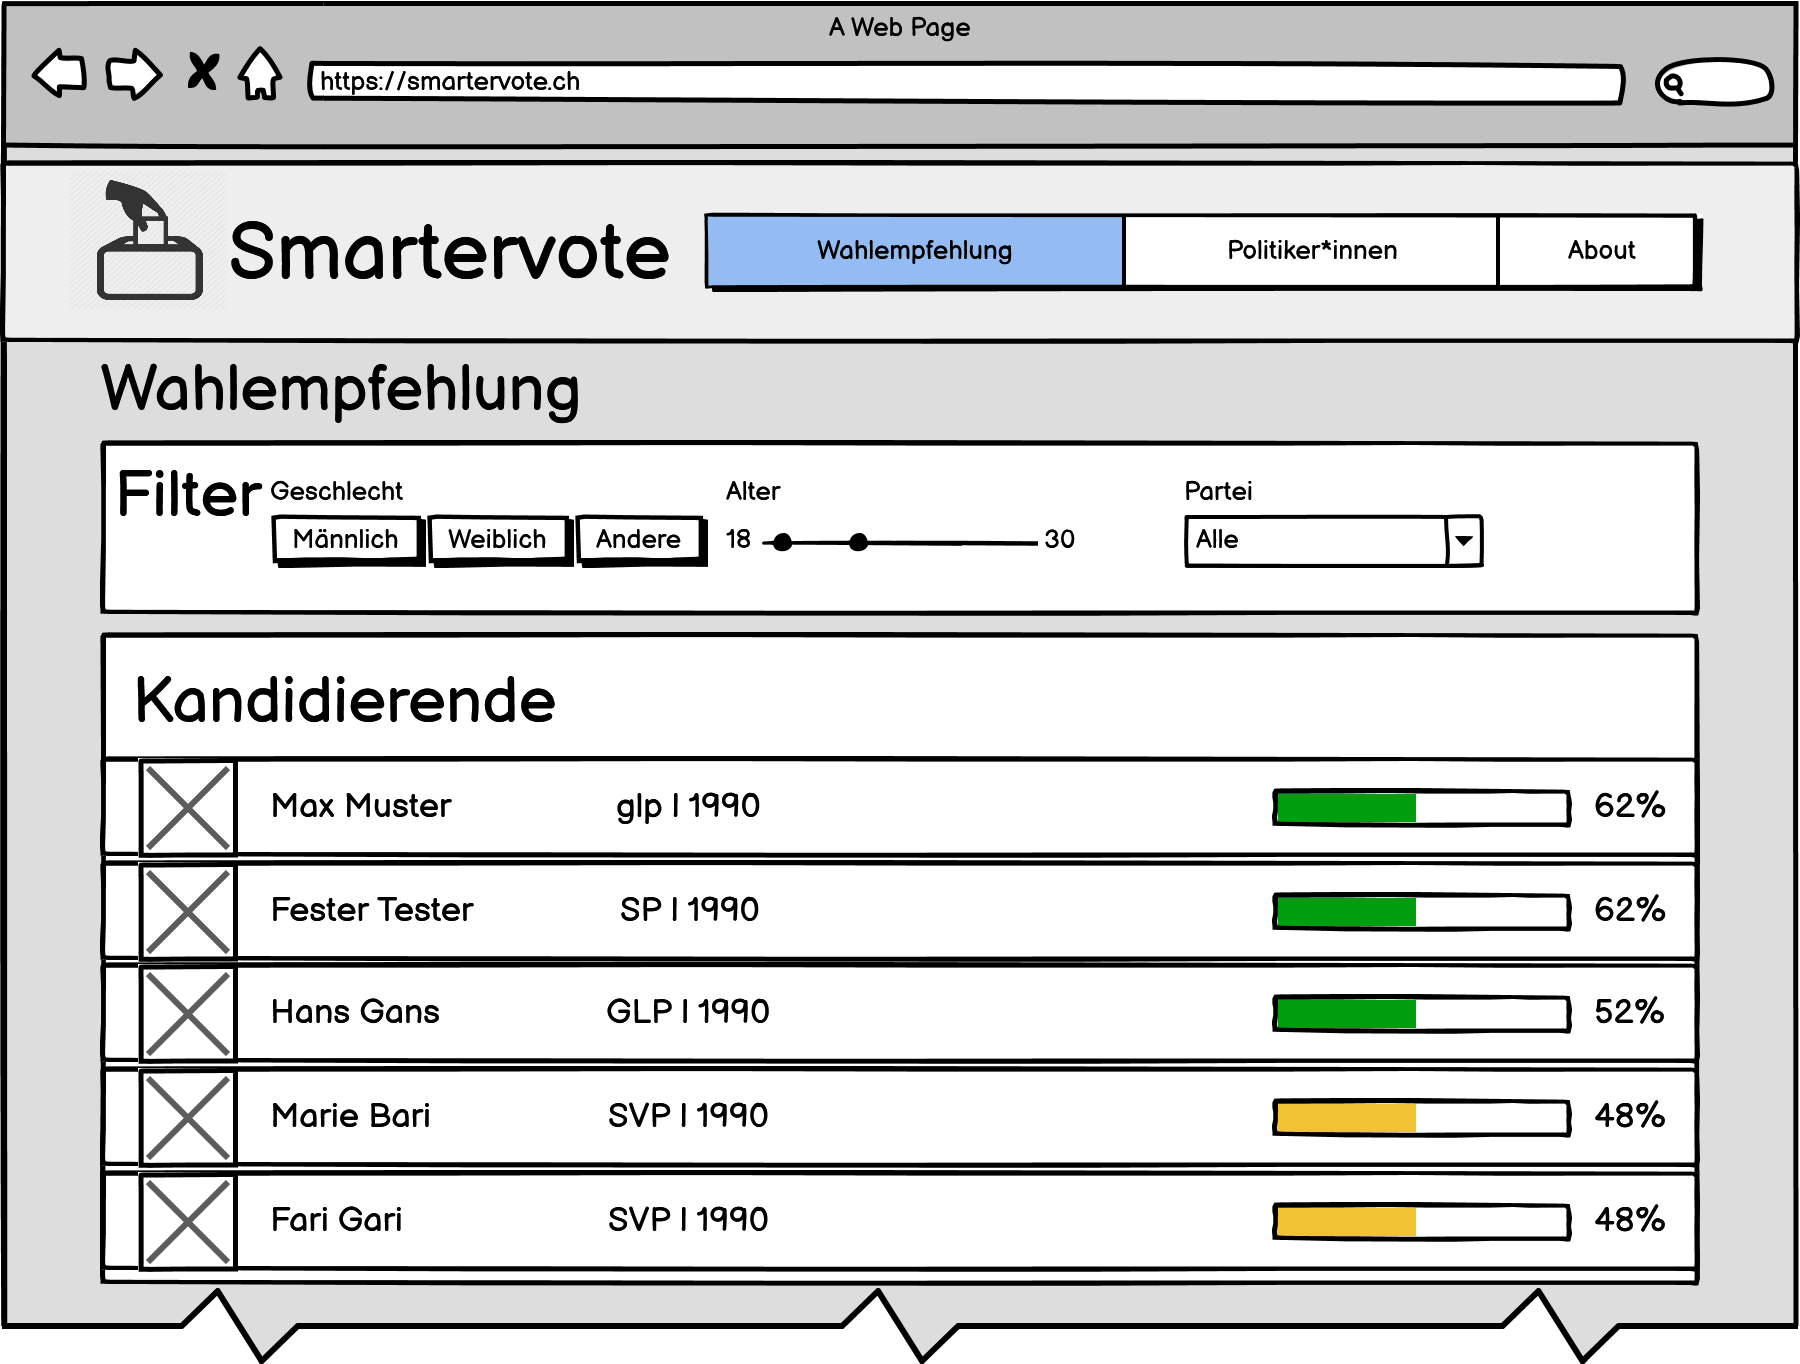 A Web Page
https://smartervote.ch
Smartervote
Wahlempfehlung
Politiker*innen
About
Wahlempfehlung
Filter
Geschlecht
Männlich
Weiblich
Andere
Alter
18
30
Partei
Alle
Kandidierende
Max Muster
glp | 1990
62%
Fester Tester
SP | 1990
62%
Hans Gans
GLP | 1990
52%
Marie Bari
SVP | 1990
48%
Fari Gari
SVP | 1990
48%